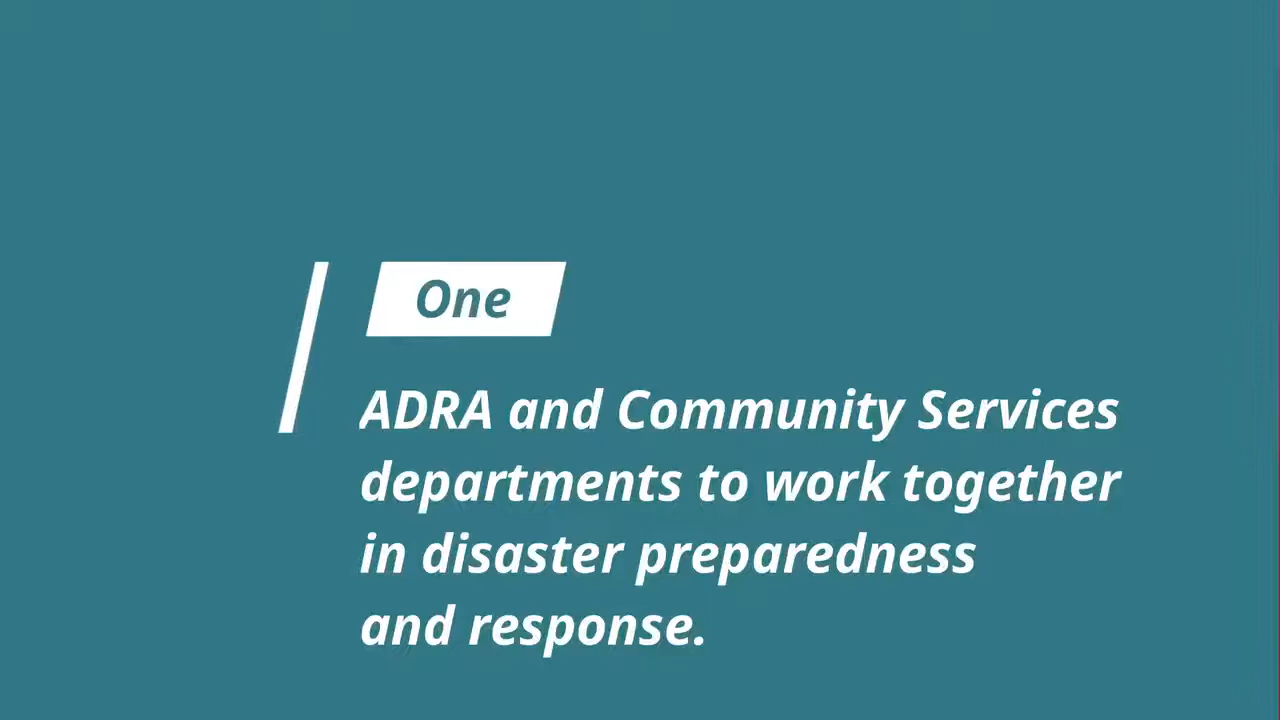 One
ADRA and Community Services
departments to work together
in disaster preparedness
and response.